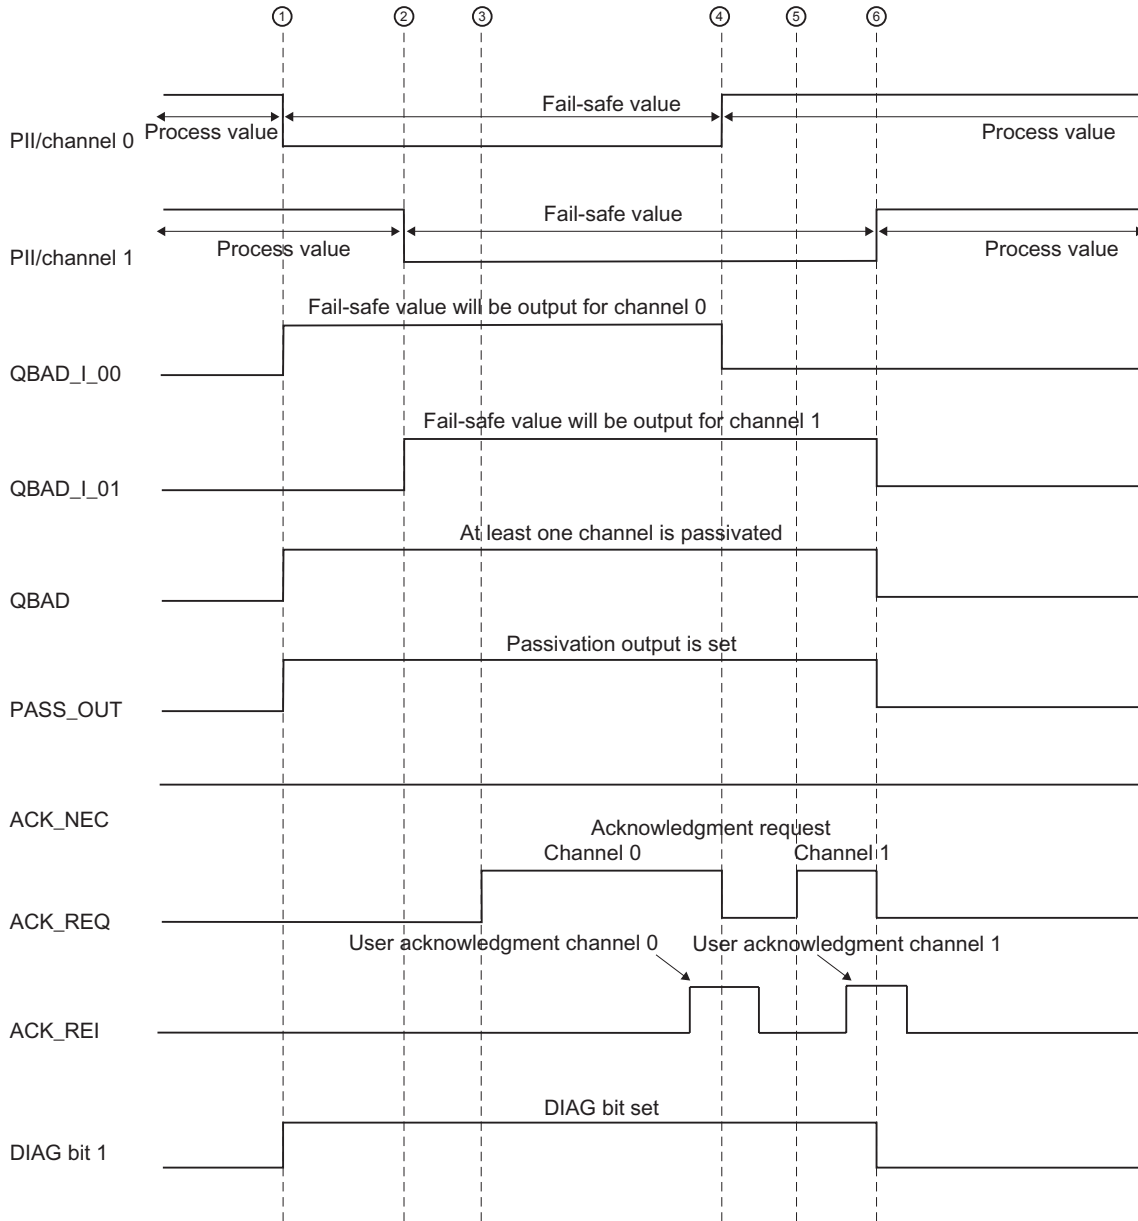 1 2 3 4 5 6
Fail-safe value
Process value
Process value
PII/channel 0
Fail-safe value
Process value
Process value
PII/channel 1
Fail-safe value will be output for channel 0
QBAD_I_00
Fail-safe value will be output for channel 1
QBAD_I_01
At least one channel is passivated
QBAD
Passivation output is set
PASS_OUT
ACK_NEC
Acknowledgment request
Channel 0
Channel 1
ACK_REQ
User acknowledgment channel 0
User acknowledgment channel 1
ACK_REI
DIAG bit set
DIAG bit 1